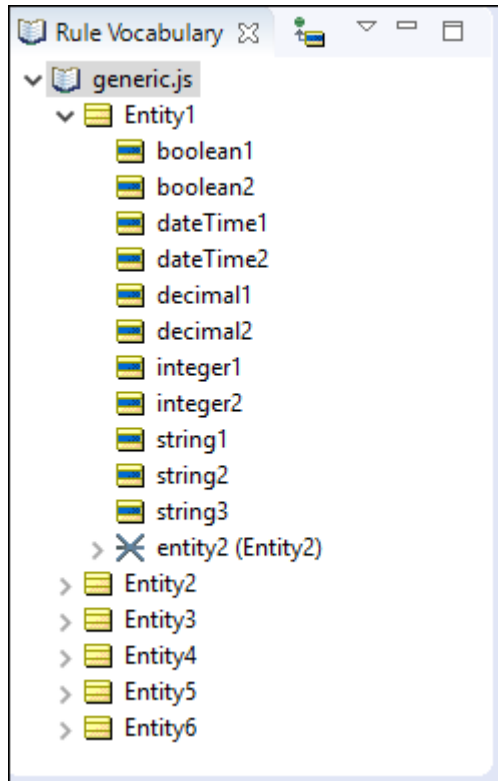 Rule Vocabulary
generic.js
Entity1
boolean1
boolean2
dateTime1
dateTime2
decimal1
decimal2
integer1
integer2
string1
string2
string3
entity2 (Entity2)
Entity2
Entity3
Entity4
Entity5
Entity6